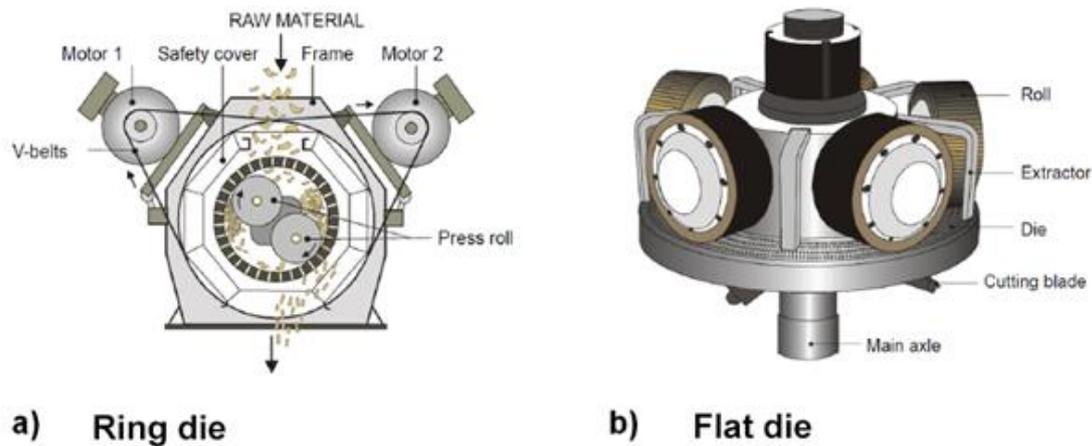 RAW MATERIAL
Motor 1
Safety cover
Frame
Motor 2
V-belts
Press roll
Roll
Extractor
Die
Cutting blade
Main axle
a) Ring die
b) Flat die